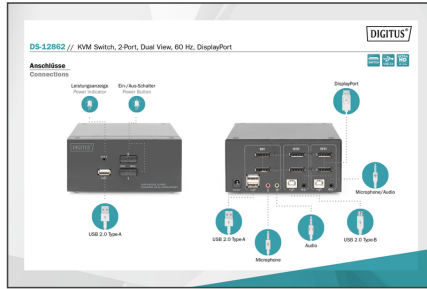 DIGITUS®
DS-12862 // KVM Switch, 2-Port, Dual View, 60 Hz, DisplayPort
Anschlüsse
Connections
Leistungsanzeige
Power Indicator
Ein-/Aus-Schalter
Power Button
DisplayPort
DIGITUS
Microphone/Audio
USB 2.0 Type-A
USB 2.0 Type-A
Microphone
Audio
USB 2.0 Type-B